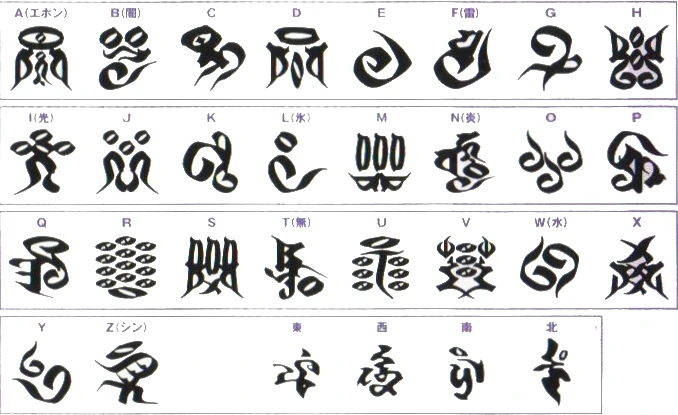 A(エボン) B(闇) C D E F(雷) G H
I(光) J K L(氷) M N(炎) O P
Q R S T(無) U V W(水) X
Y Z(シン) 東 西 南 北